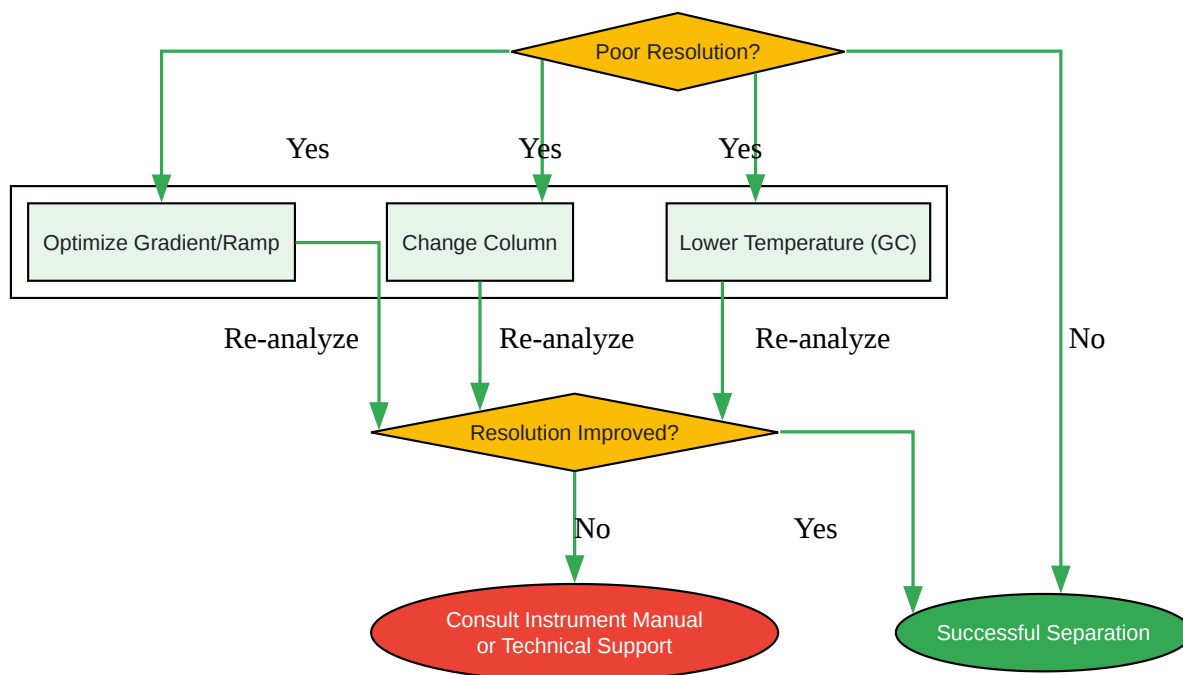 Poor Resolution?
Yes
Yes
Yes
Optimize Gradient/Ramp
Change Column
Lower Temperature (GC)
Re-analyze
Re-analyze
Re-analyze
No
Resolution Improved?
No
Yes
Consult Instrument Manual
or Technical Support
Successful Separation